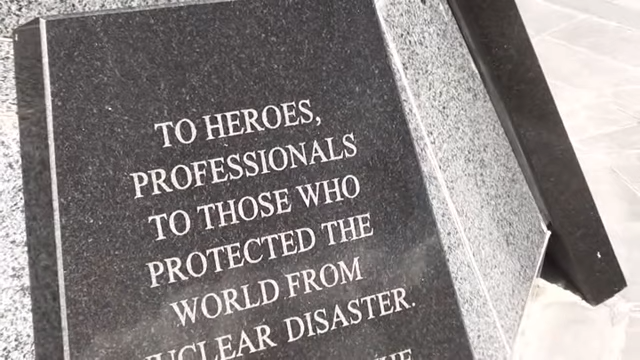 TO HEROES,
PROFESSIONALS
TO THOSE WHO
PROTECTED THE
WORLD FROM
NUCLEAR DISASTER.